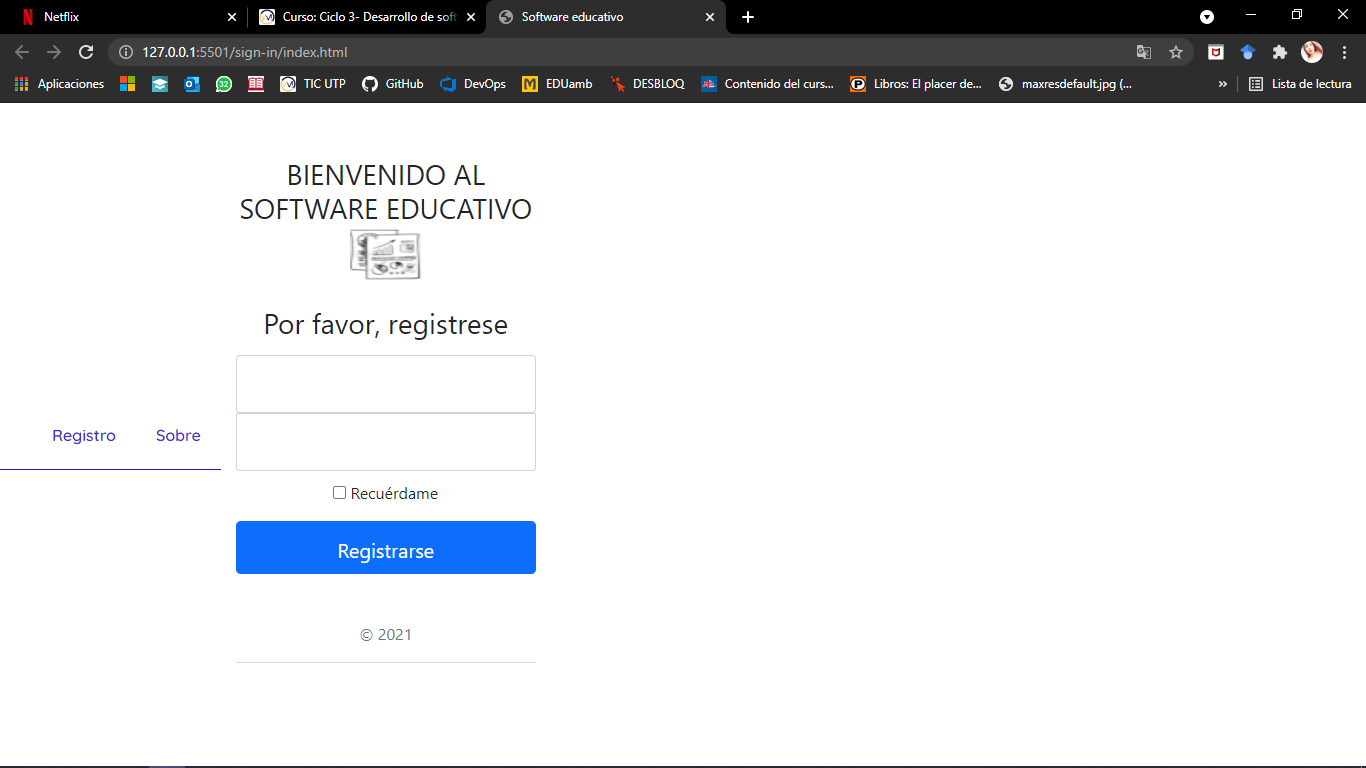 Netflix
Curso: Ciclo 3- Desarrollo de soft
Software educativo
127.0.0.1:5501/sign-in/index.html
Aplicaciones
32
TIC UTP
GitHub
DevOps
EDUamb
DESBLOQ
Contenido del curs...
Libros: El placer de...
maxresdefault.jpg (...
»
Lista de lectura
BIENVENIDO AL
SOFTWARE EDUCATIVO
Por favor, registrese
Registro
Sobre
Recuérdame
Registrarse
© 2021